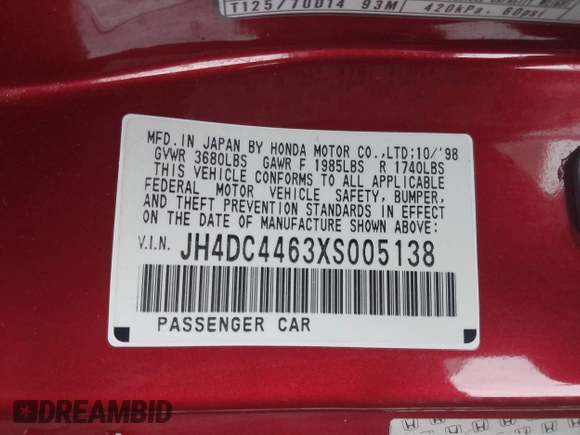 T125/70D14 93M 420kPa, 60psi
MFD. IN JAPAN BY HONDA MOTOR CO.,LTD;10/'98
GVWR 3680LBS GAWR F 1985LBS R 1740LBS
THIS VEHICLE CONFORMS TO ALL APPLICABLE
FEDERAL MOTOR VEHICLE SAFETY, BUMPER,
AND THEFT PREVENTION STANDARDS IN EFFECT
ON THE DATE OF MANUFACTURE SHOWN ABOVE:
V.I.N. JH4DC4463XS005138
PASSENGER CAR
DREAMBID